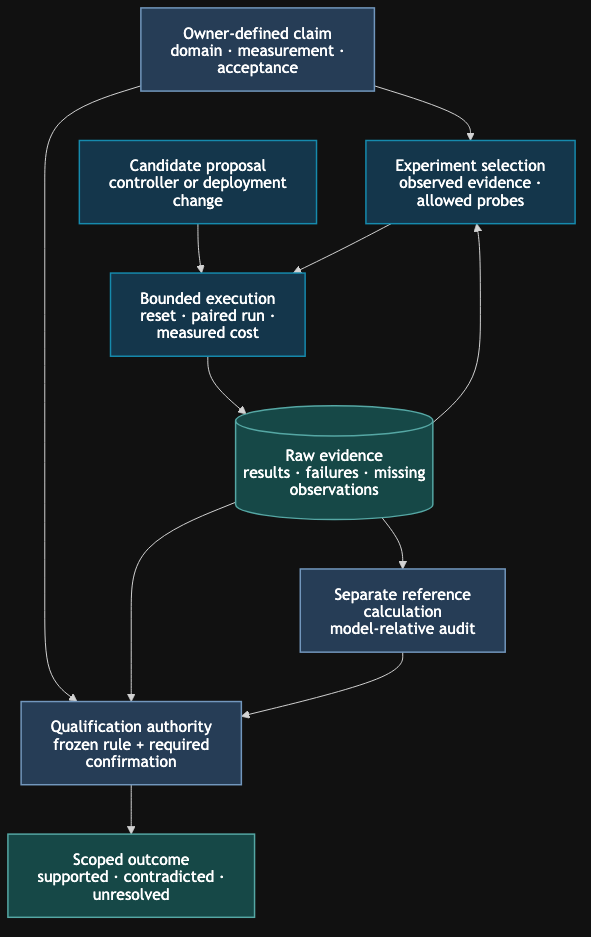 Owner-defined claim
domain · measurement ·
acceptance
Candidate proposal
controller or deployment
change
Experiment selection
observed evidence ·
allowed probes
Bounded execution
reset · paired run ·
measured cost
Raw evidence
results · failures · missing
observations
Separate reference
calculation
model-relative audit
Qualification authority
frozen rule + required
confirmation
Scoped outcome
supported · contradicted ·
unresolved